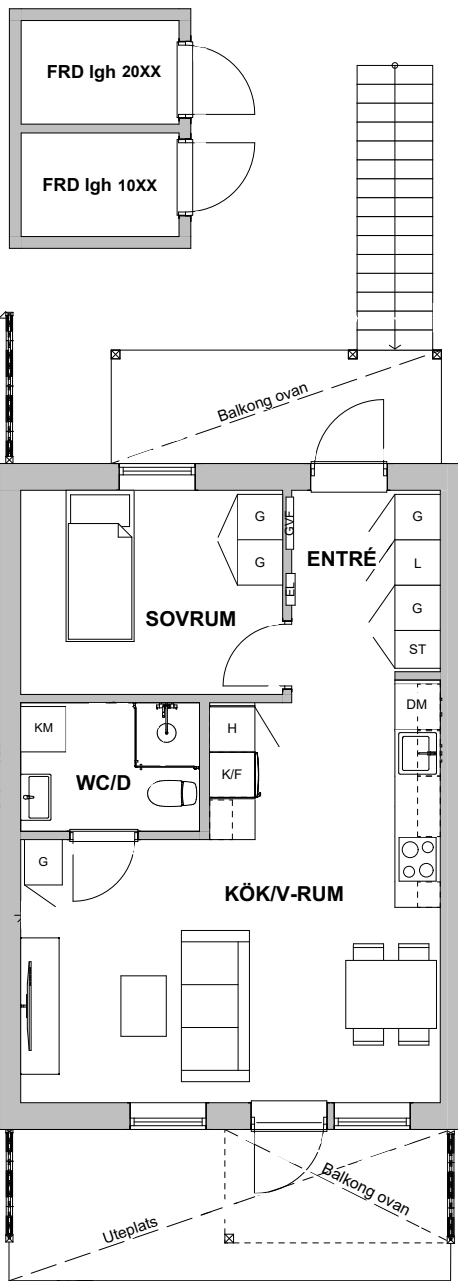 FRD lgh 20XX
FRD lgh 10XX
Balkong ovan
G
GVF
G
ENTRÉ
G
L
EL
SOVRUM
G
ST
DM
KM
H
WC/D
K/F
G
KÖK/V-RUM
Uteplats
Balkong ovan